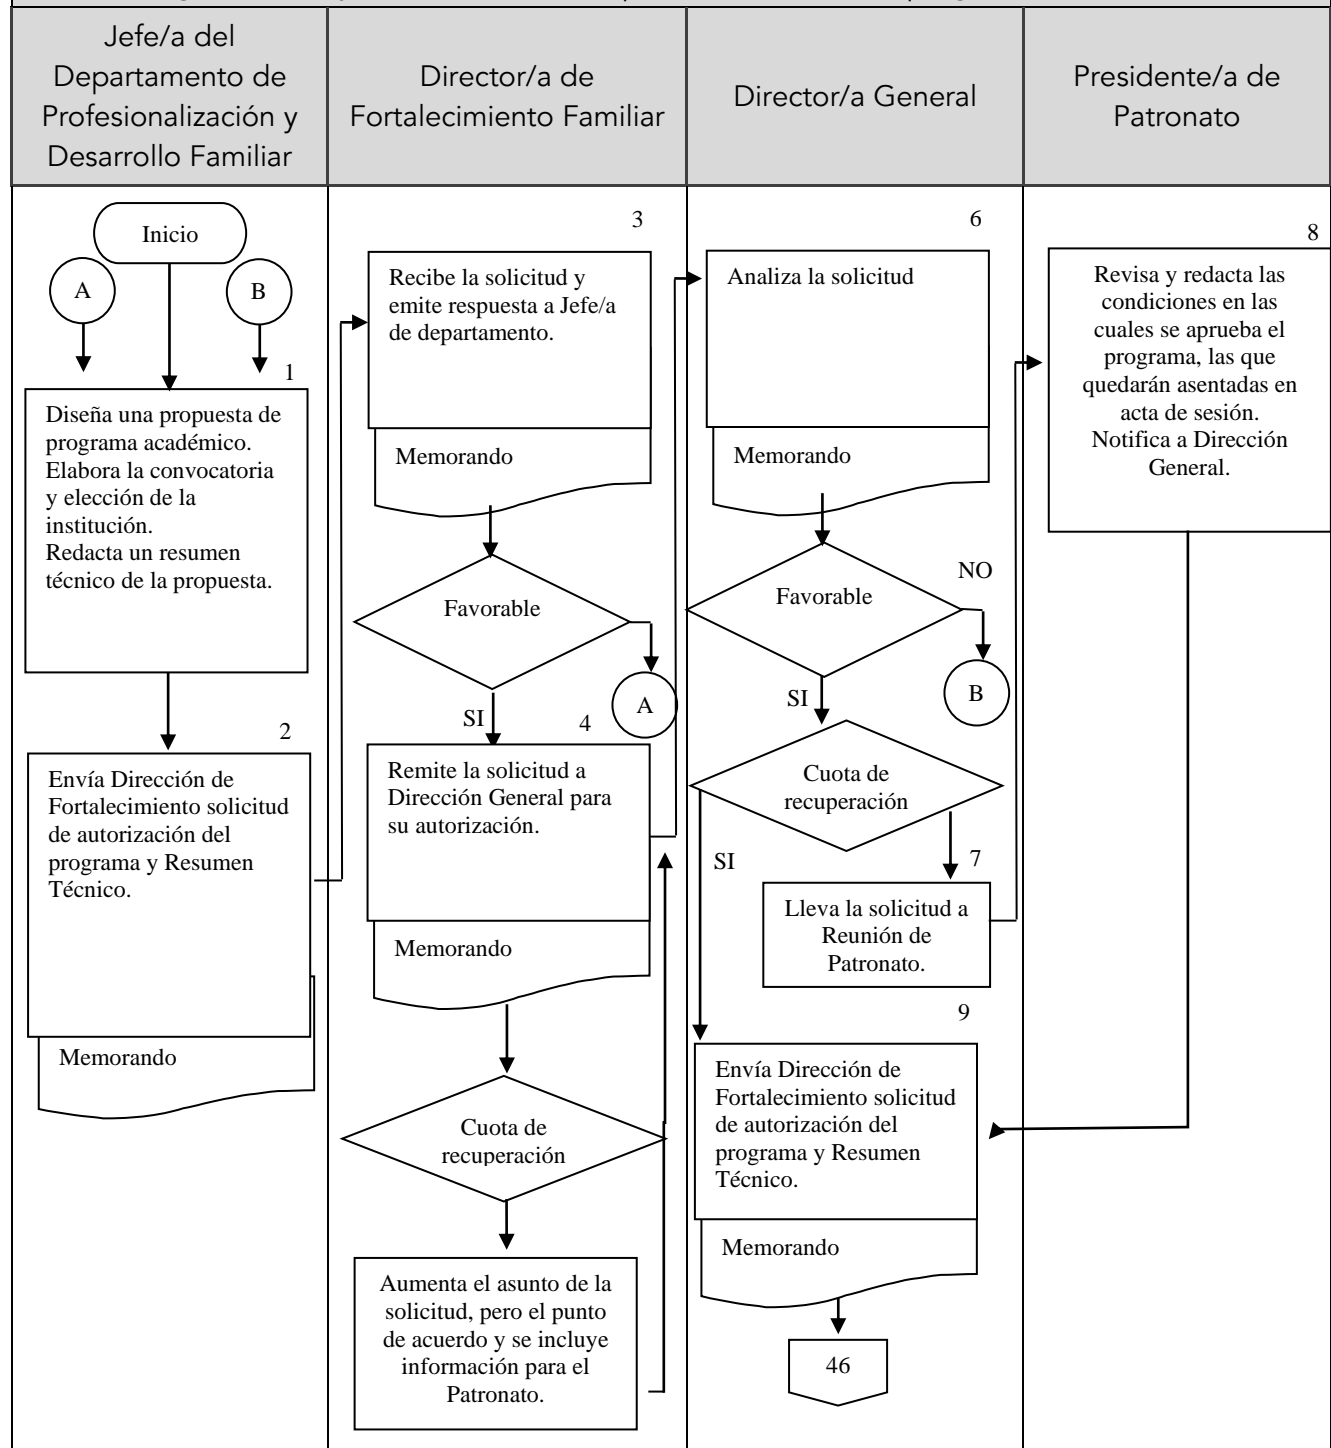 Jefe/a del
Departamento de
Profesionalización y
Desarrollo Familiar
Director/a de
Fortalecimiento Familiar
Director/a General
Presidente/a de
Patronato
Inicio
A
B
1
Diseña una propuesta de
programa académico.
Elabora la convocatoria
y elección de la
institución.
Redacta un resumen
técnico de la propuesta.
2
Envía Dirección de
Fortalecimiento solicitud
de autorización del
programa y Resumen
Técnico.
Memorando
3
Recibe la solicitud y
emite respuesta a Jefe/a
de departamento.
Memorando
Favorable
A
SI
4
Remite la solicitud a
Dirección General para
su autorización.
Memorando
Cuota de
recuperación
Aumenta el asunto de la
solicitud, pero el punto
de acuerdo y se incluye
información para el
Patronato.
6
Analiza la solicitud
Memorando
Favorable
NO
B
SI
Cuota de
recuperación
SI
7
Lleva la solicitud a
Reunión de
Patronato.
9
Envía Dirección de
Fortalecimiento solicitud
de autorización del
programa y Resumen
Técnico.
Memorando
46
8
Revisa y redacta las
condiciones en las
cuales se aprueba el
programa, las que
quedarán asentadas en
acta de sesión.
Notifica a Dirección
General.